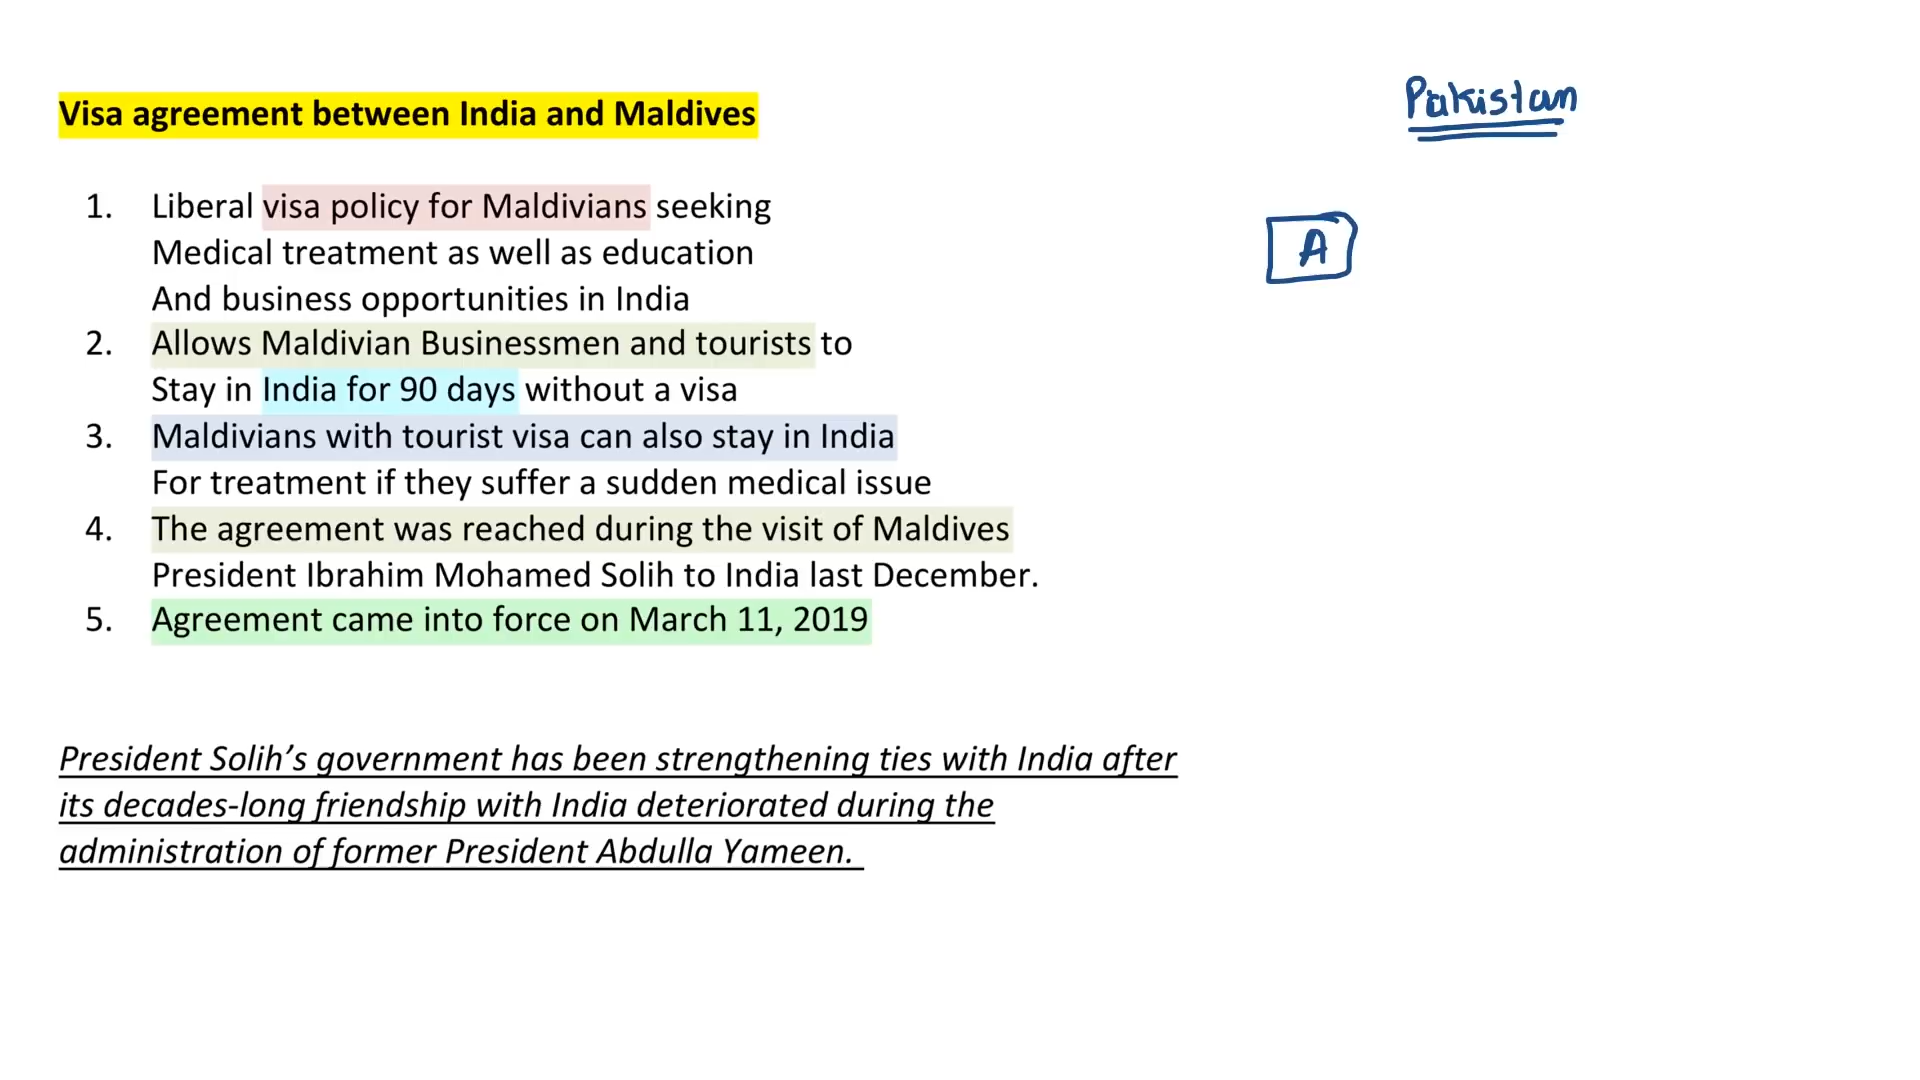 Visa agreement between India and Maldives
Pakistan
1. Liberal visa policy for Maldivians seeking
Medical treatment as well as education
And business opportunities in India
A
2. Allows Maldivian Businessmen and tourists to
Stay in India for 90 days without a visa
3. Maldivians with tourist visa can also stay in India
For treatment if they suffer a sudden medical issue
4. The agreement was reached during the visit of Maldives
President Ibrahim Mohamed Solih to India last December.
5. Agreement came into force on March 11, 2019
President Solih’s government has been strengthening ties with India after
its decades-long friendship with India deteriorated during the
administration of former President Abdulla Yameen.